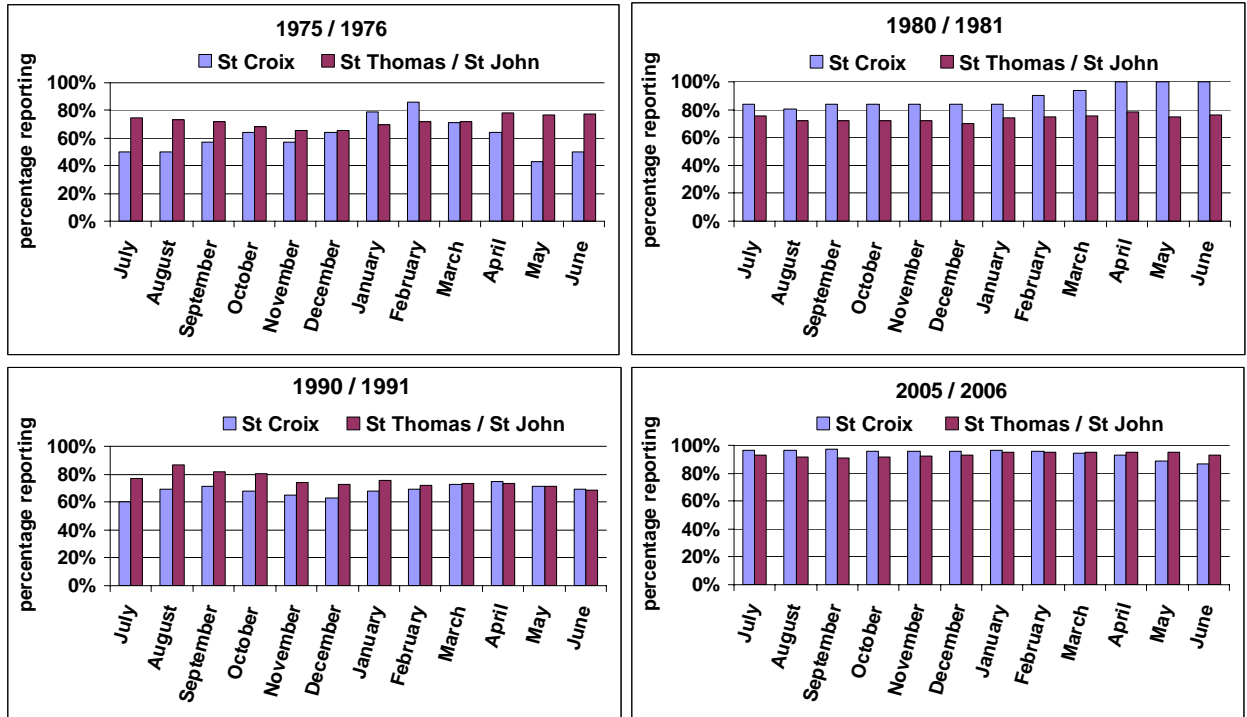 1975 / 1976
St Croix St Thomas / St John
percentage reporting
100%
80%
60%
40%
20%
0%
July
August
September
October
November
December
January
February
March
April
May
June
1980 / 1981
St Croix St Thomas / St John
percentage reporting
100%
80%
60%
40%
20%
0%
July
August
September
October
November
December
January
February
March
April
May
June
1990 / 1991
St Croix St Thomas / St John
percentage reporting
100%
80%
60%
40%
20%
0%
July
August
September
October
November
December
January
February
March
April
May
June
2005 / 2006
St Croix St Thomas / St John
percentage reporting
100%
80%
60%
40%
20%
0%
July
August
September
October
November
December
January
February
March
April
May
June